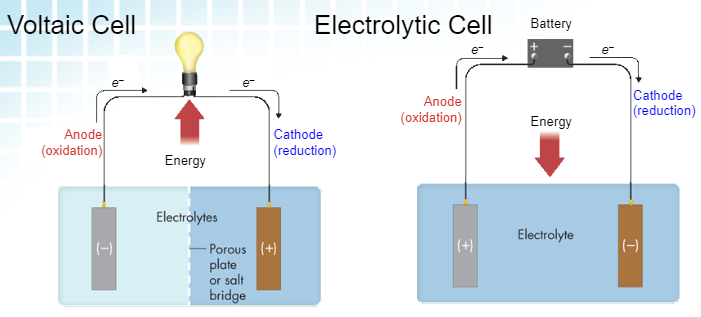 Voltaic Cell
e–
e–
Anode
(oxidation)
Cathode
(reduction)
Energy
Electrolytes
(–)
Porous
plate
or salt
bridge
(+)
Electrolytic Cell
Battery
+ –
e–
e–
Anode
(oxidation)
Cathode
(reduction)
Energy
(+)
Electrolyte
(–)